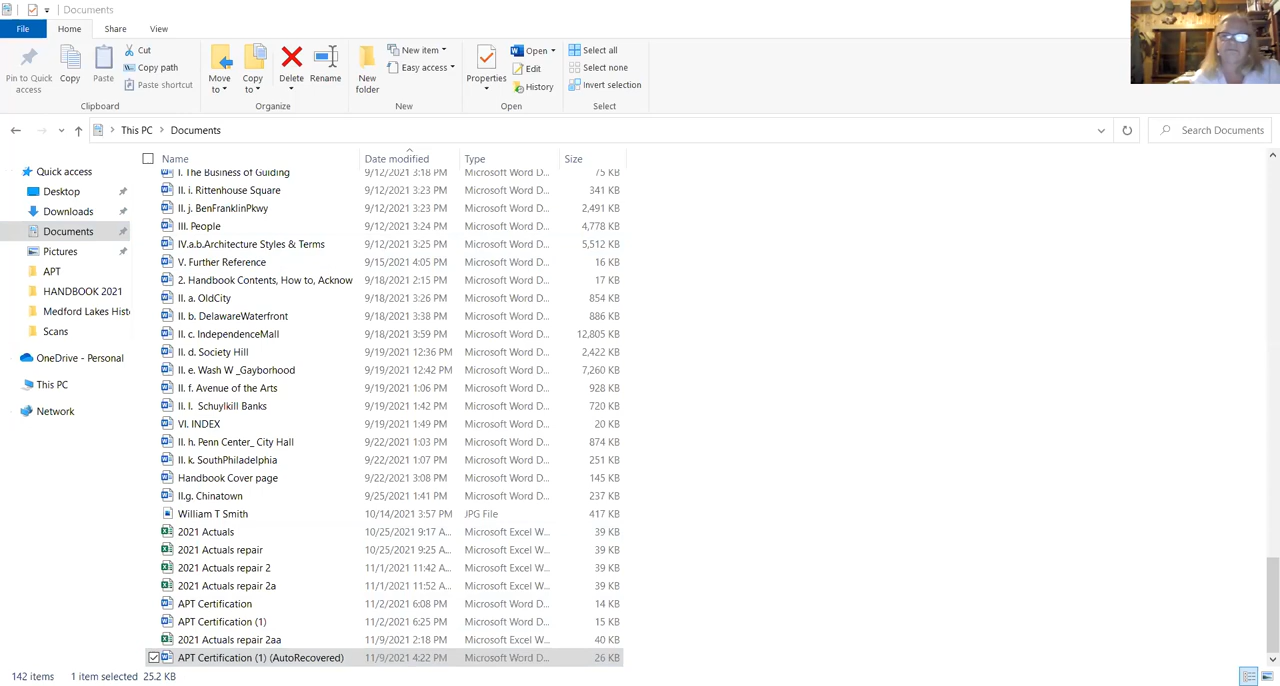 Documents
File Home Share View
Pin to Quick access
Copy
Paste
Cut
Copy path
Paste shortcut
Clipboard
Move to
Copy to
Delete
Rename
Organize
New folder
New item
Easy access
New
Properties
Open
Edit
History
Open
Select all
Select none
Invert selection
Select
This PC Documents
Search Documents
Quick access
Desktop
Downloads
Documents
Pictures
APT
HANDBOOK 2021
Medford Lakes Hist
Scans
OneDrive - Personal
This PC
Network
Name Date modified Type Size
I. The Business of Guiding 9/12/2021 3:18 PM Microsoft Word D... 75 KB
II. i. Rittenhouse Square 9/12/2021 3:23 PM Microsoft Word D... 341 KB
II. j. BenFranklinPkwy 9/12/2021 3:23 PM Microsoft Word D... 2,491 KB
III. People 9/12/2021 3:24 PM Microsoft Word D... 4,778 KB
IV.a.b.Architecture Styles & Terms 9/12/2021 3:25 PM Microsoft Word D... 5,512 KB
V. Further Reference 9/15/2021 4:05 PM Microsoft Word D... 16 KB
2. Handbook Contents, How to, Acknow 9/18/2021 2:15 PM Microsoft Word D... 17 KB
II. a. OldCity 9/18/2021 3:26 PM Microsoft Word D... 854 KB
II. b. DelawareWaterfront 9/18/2021 3:38 PM Microsoft Word D... 886 KB
II. c. IndependenceMall 9/18/2021 3:59 PM Microsoft Word D... 12,805 KB
II. d. Society Hill 9/19/2021 12:36 PM Microsoft Word D... 2,422 KB
II. e. Wash W _Gayborhood 9/19/2021 12:42 PM Microsoft Word D... 7,260 KB
II. f. Avenue of the Arts 9/19/2021 1:06 PM Microsoft Word D... 928 KB
II. l. Schuylkill Banks 9/19/2021 1:42 PM Microsoft Word D... 720 KB
VI. INDEX 9/19/2021 1:49 PM Microsoft Word D... 20 KB
II. h. Penn Center_ City Hall 9/22/2021 1:03 PM Microsoft Word D... 874 KB
II. k. SouthPhiladelphia 9/22/2021 1:07 PM Microsoft Word D... 251 KB
Handbook Cover page 9/22/2021 3:08 PM Microsoft Word D... 145 KB
II.g. Chinatown 9/25/2021 1:41 PM Microsoft Word D... 237 KB
William T Smith 10/14/2021 3:57 PM JPG File 417 KB
2021 Actuals 10/25/2021 9:17 A... Microsoft Excel W... 39 KB
2021 Actuals repair 10/25/2021 9:25 A... Microsoft Excel W... 39 KB
2021 Actuals repair 2 11/1/2021 11:42 A... Microsoft Excel W... 39 KB
2021 Actuals repair 2a 11/1/2021 11:52 A... Microsoft Excel W... 39 KB
APT Certification 11/2/2021 6:08 PM Microsoft Word D... 14 KB
APT Certification (1) 11/2/2021 6:25 PM Microsoft Word D... 15 KB
2021 Actuals repair 2aa 11/9/2021 2:18 PM Microsoft Excel W... 40 KB
APT Certification (1) (AutoRecovered) 11/9/2021 4:22 PM Microsoft Word D... 26 KB
142 items 1 item selected 25.2 KB